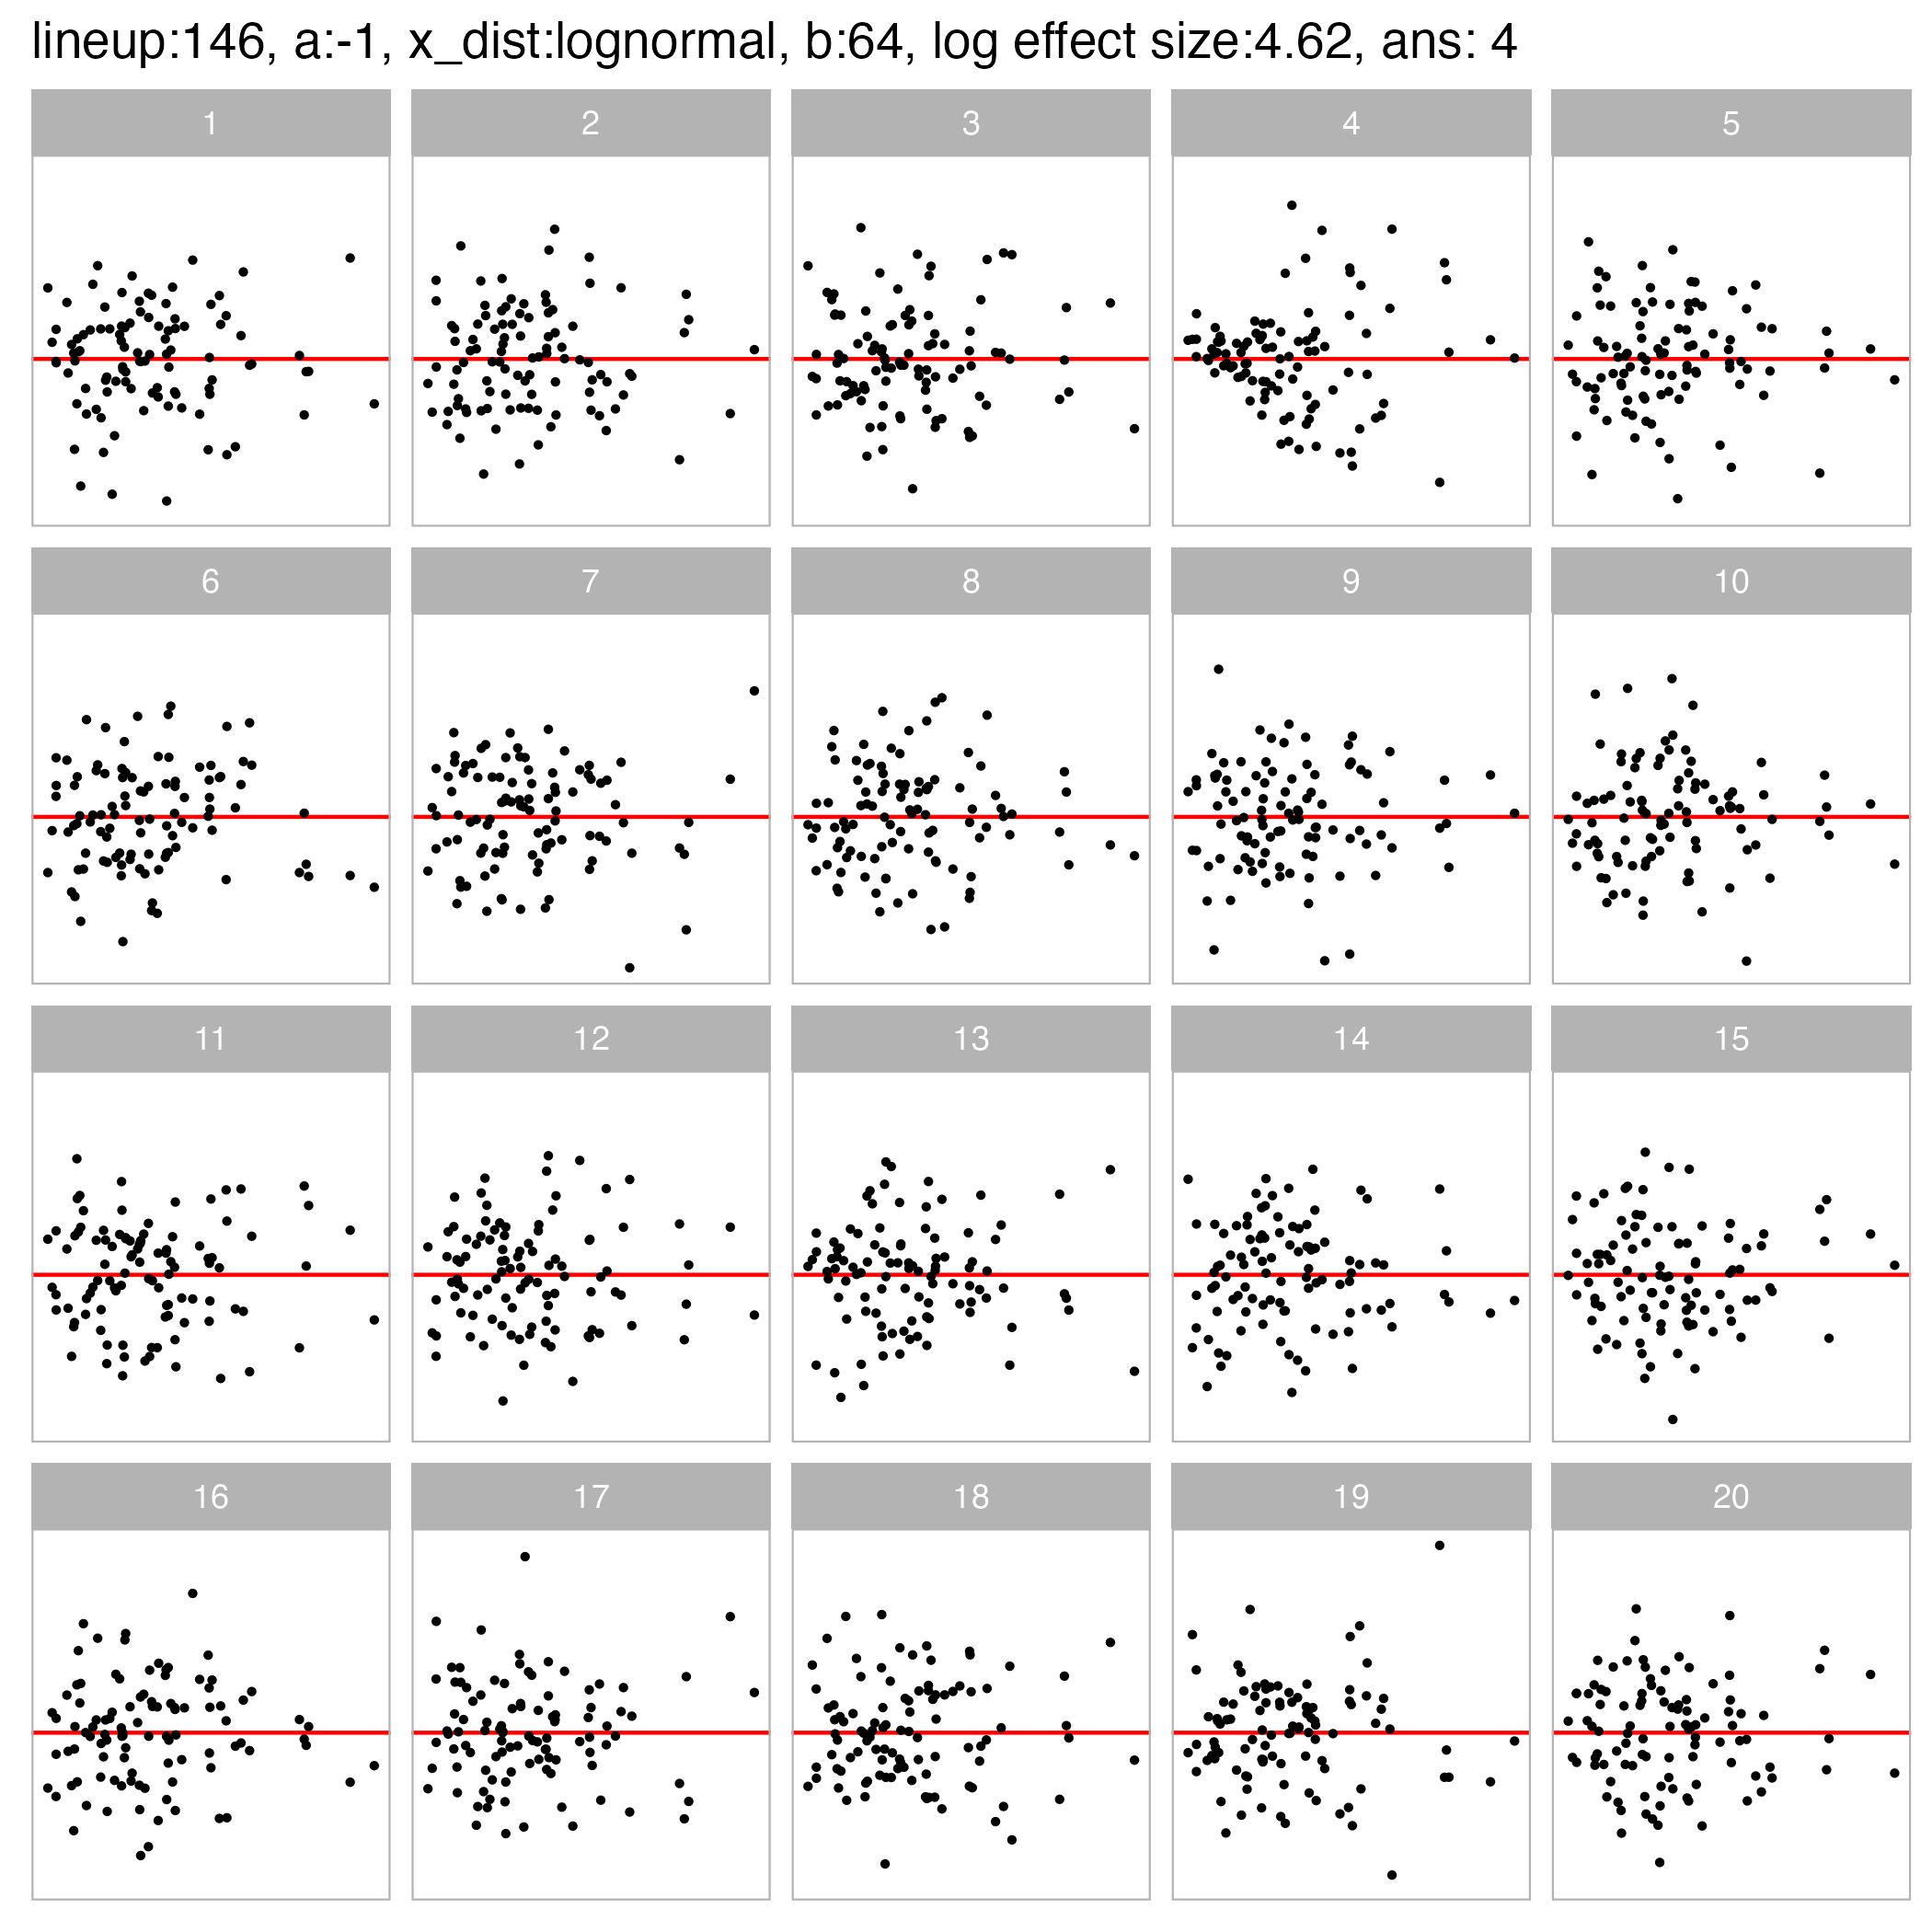 lineup:146, a:-1, x_dist:lognormal, b:64, log effect size:4.62, ans: 4
1 2 3 4 5
6 7 8 9 10
11 12 13 14 15
16 17 18 19 20